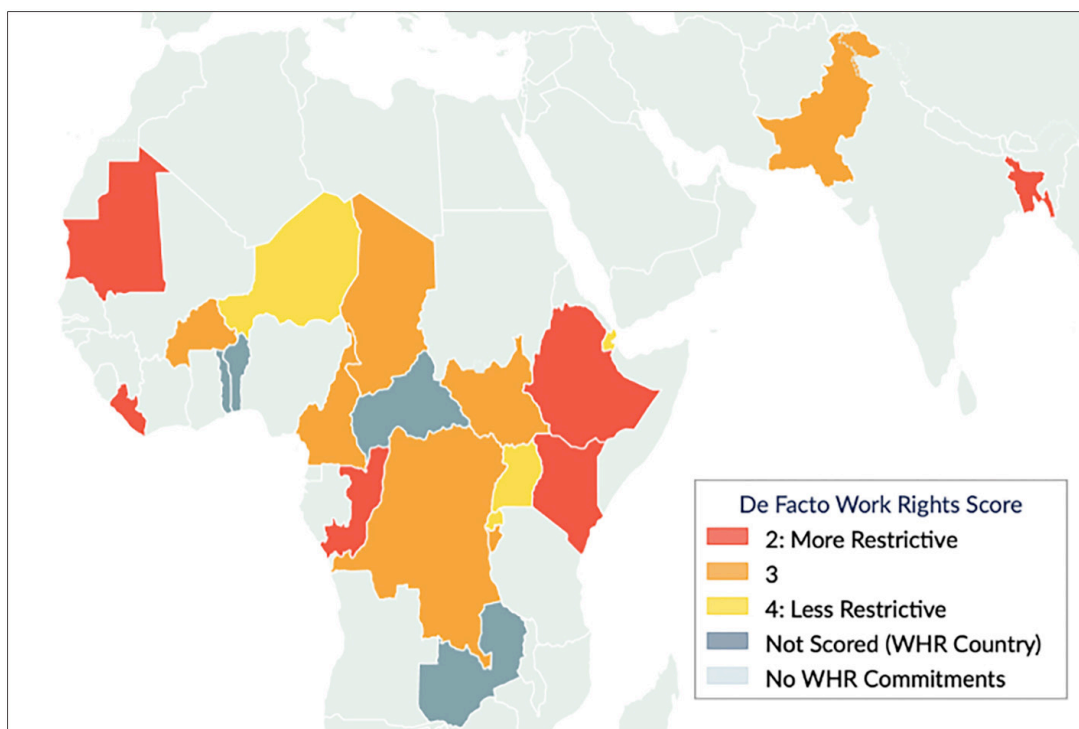 De Facto Work Rights Score
2: More Restrictive
3
4: Less Restrictive
Not Scored (WHR Country)
No WHR Commitments